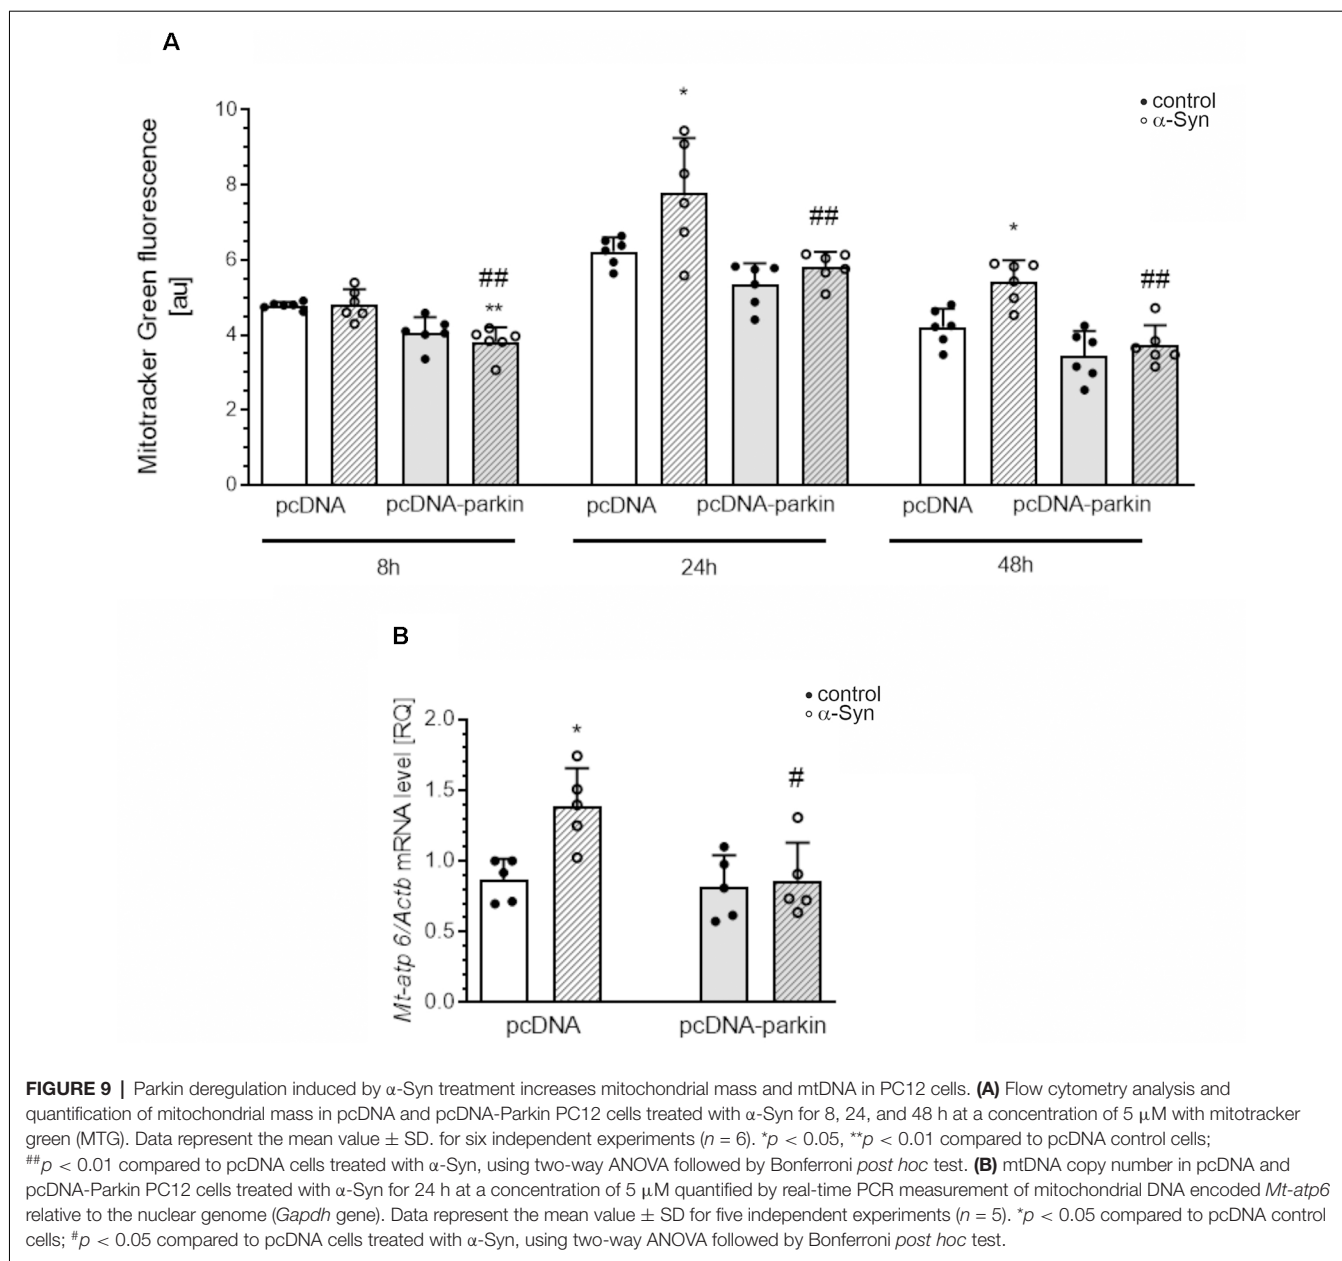 A
control
α-Syn
Mitotracker Green fluorescence
[au]
10
8
6
4
2
0
##
**
*
##
*
##
pcDNA pcDNA-parkin pcDNA pcDNA-parkin pcDNA pcDNA-parkin
8h 24h 48h
B
control
α-Syn
Mt-atp 6/Actb mRNA level [RQ]
2.0
1.5
1.0
0.5
0.0
*
#
pcDNA pcDNA-parkin
FIGURE 9 | Parkin deregulation induced by α-Syn treatment increases mitochondrial mass and mtDNA in PC12 cells. (A) Flow cytometry analysis and
quantification of mitochondrial mass in pcDNA and pcDNA-Parkin PC12 cells treated with α-Syn for 8, 24, and 48 h at a concentration of 5 μM with mitotracker
green (MTG). Data represent the mean value ± SD. for six independent experiments (n = 6). *p < 0.05, **p < 0.01 compared to pcDNA control cells;
##p < 0.01 compared to pcDNA cells treated with α-Syn, using two-way ANOVA followed by Bonferroni post hoc test. (B) mtDNA copy number in pcDNA and
pcDNA-Parkin PC12 cells treated with α-Syn for 24 h at a concentration of 5 μM quantified by real-time PCR measurement of mitochondrial DNA encoded Mt-atp6
relative to the nuclear genome (Gapdh gene). Data represent the mean value ± SD for five independent experiments (n = 5). *p < 0.05 compared to pcDNA control
cells; #p < 0.05 compared to pcDNA cells treated with α-Syn, using two-way ANOVA followed by Bonferroni post hoc test.